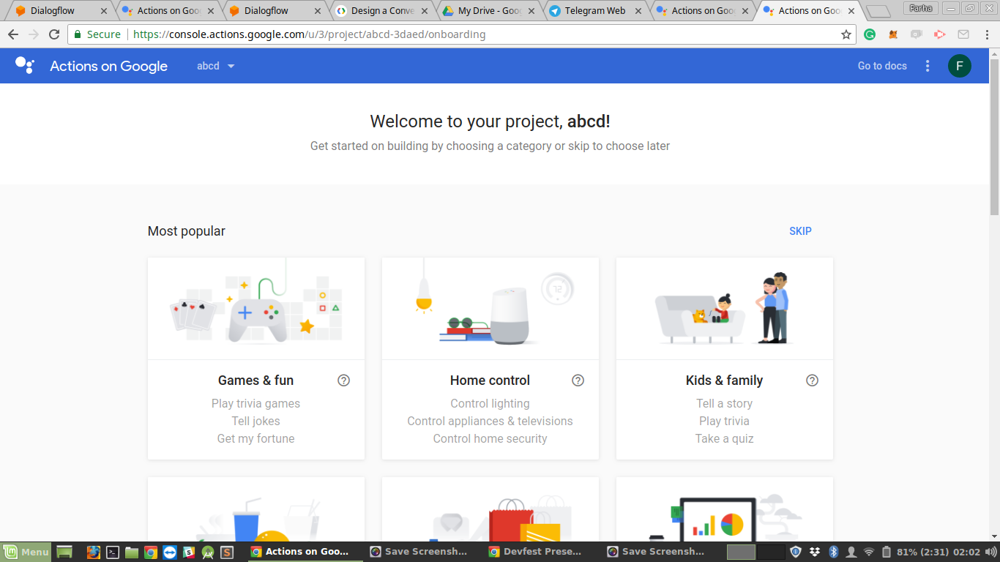 Dialogflow
Actions on Goo
Dialogflow
Design a Conve
My Drive - Goo
Telegram Web
Actions on Goo
Actions on Goo
Farha
Secure
https://console.actions.google.com/u/3/project/abcd-3daed/onboarding
Actions on Google
abcd
Go to docs
F
Welcome to your project, abcd!
Get started on building by choosing a category or skip to choose later
Most popular
SKIP
72
Games & fun
Play trivia games
Tell jokes
Get my fortune
Home control
Control lighting
Control appliances & televisions
Control home security
Kids & family
Tell a story
Play trivia
Take a quiz
Menu
Actions on Goo...
Save Screensh...
Devfest Prese...
Save Screensh...
81% (2:31) 02:02